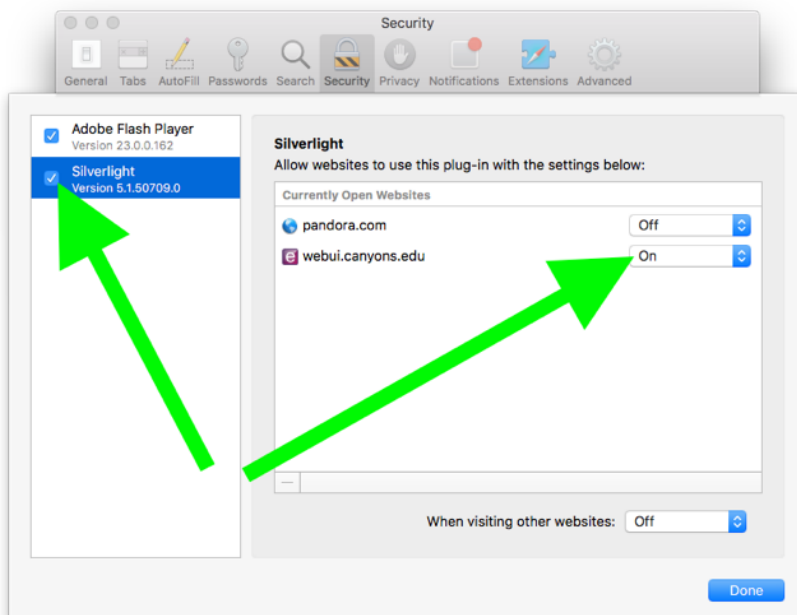 Security
General Tabs AutoFill Passwords Search Security Privacy Notifications Extensions Advanced
Adobe Flash Player
Version 23.0.0.162
Silverlight
Version 5.1.50709.0
Silverlight
Allow websites to use this plug-in with the settings below:
Currently Open Websites
pandora.com Off
webui.canyons.edu On
When visiting other websites: Off
Done